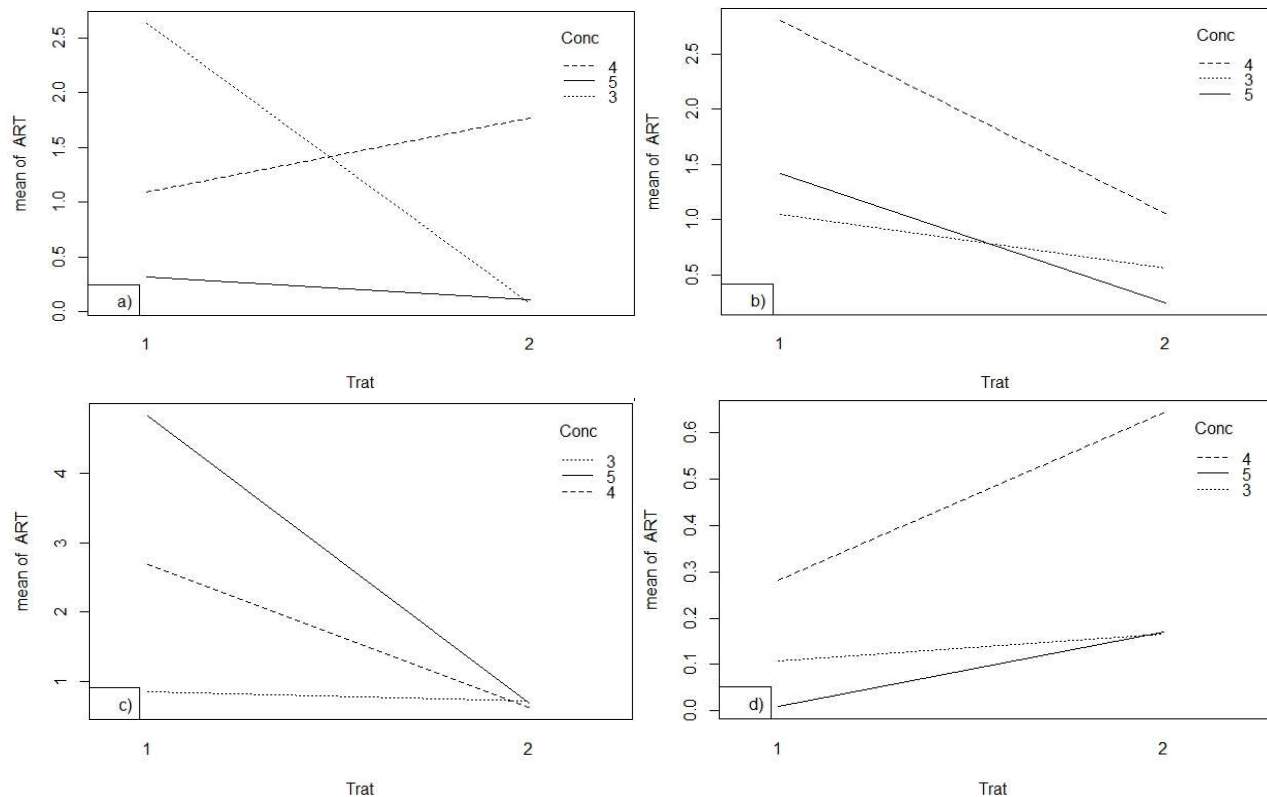 mean of ART
0.0 0.5 1.0 1.5 2.0 2.5
Conc
4
5
3
a)
1 2
Trat
mean of ART
0.5 1.0 1.5 2.0 2.5
Conc
4
3
5
b)
1 2
Trat
mean of ART
1 2 3 4
Conc
3
5
4
c)
1 2
Trat
mean of ART
0.0 0.1 0.2 0.3 0.4 0.5 0.6
Conc
4
5
3
d)
1 2
Trat